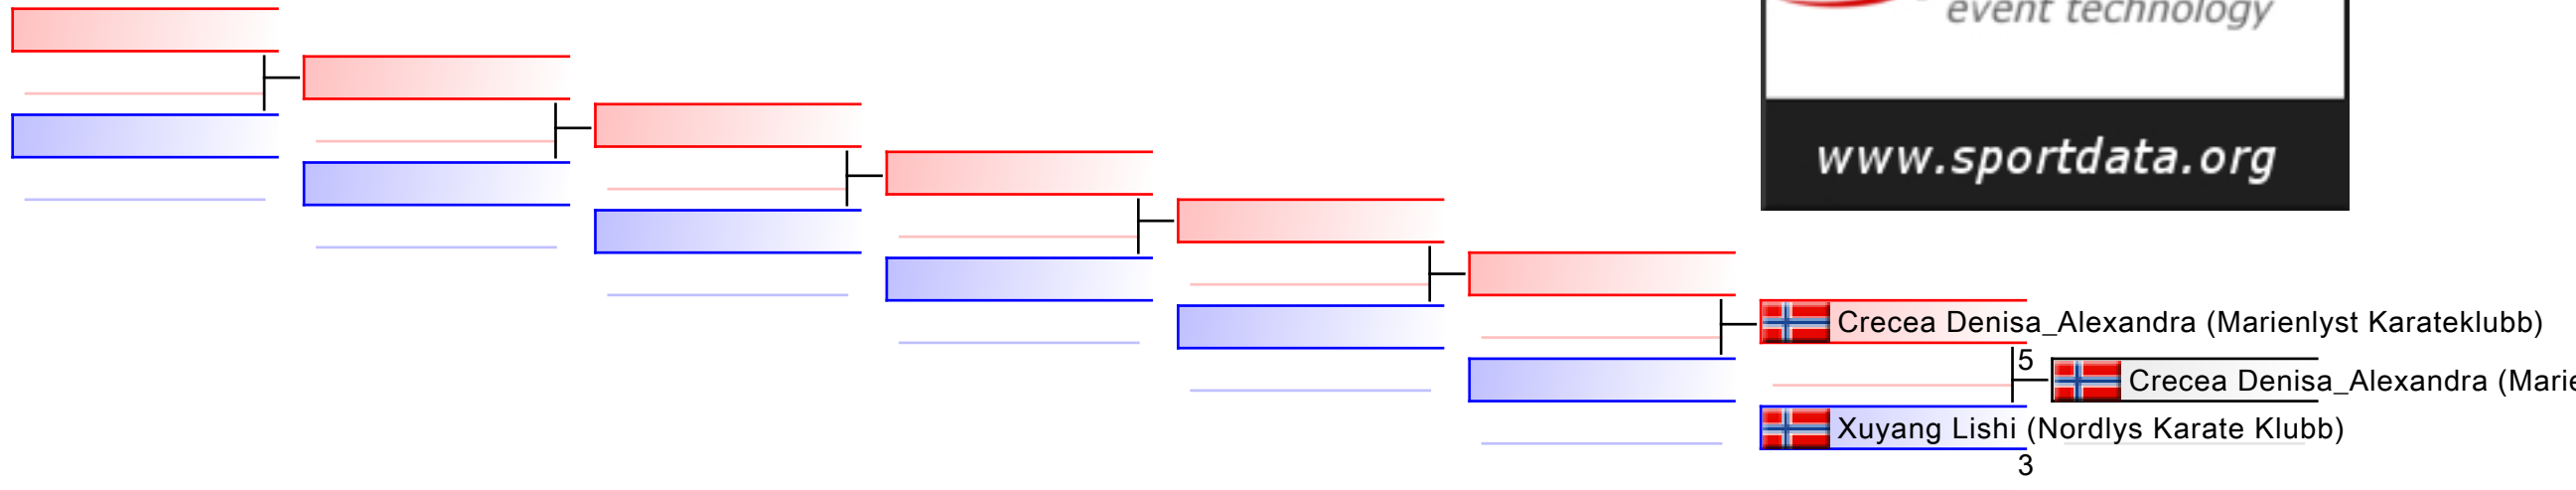 event technology
www.sportdata.org
Crecea Denisa_Alexandra (Marienlyst Karateklubb)
5
Crecea Denisa_Alexandra (Marie
Xuyang Lishi (Nordlys Karate Klubb)
3